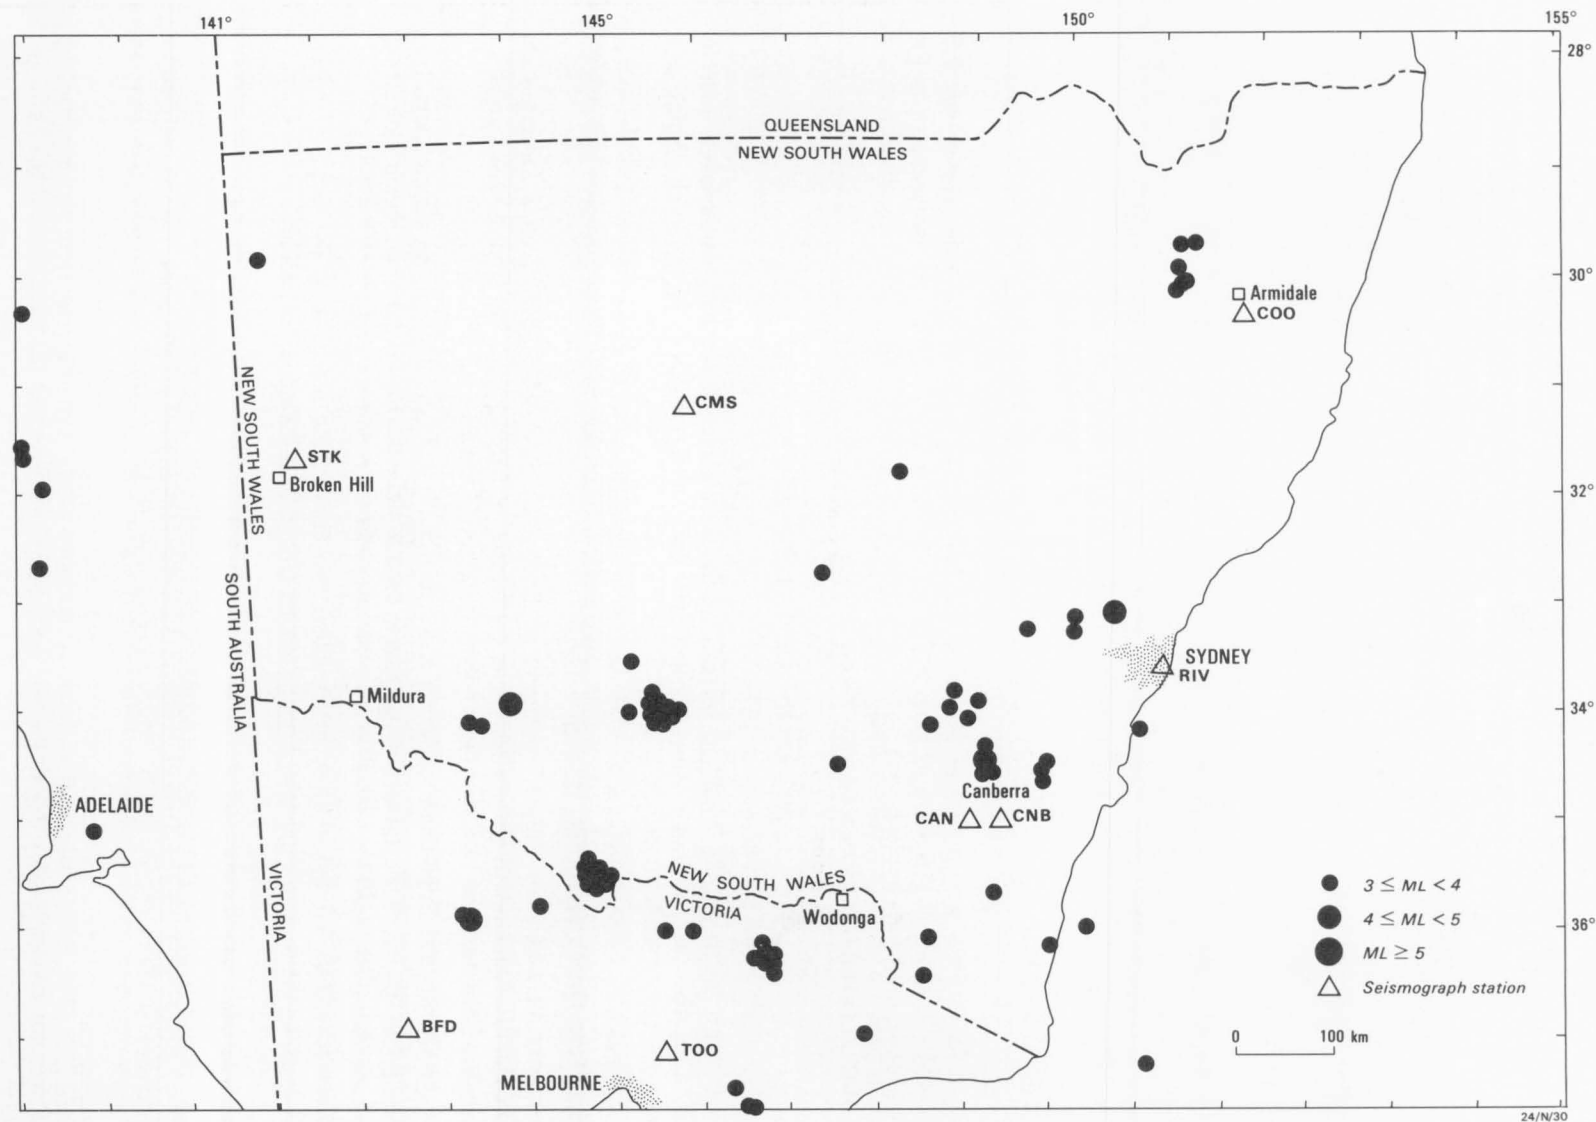 141° 145° 150° 155°
28°
QUEENSLAND
NEW SOUTH WALES
30°
Armidale
COO
NEW SOUTH WALES
SOUTH AUSTRALIA
CMS
STK
Broken Hill
32°
SYDNEY
RIV
Mildura
34°
ADELAIDE
Canberra
CAN
CNB
VICTORIA
NEW SOUTH WALES
VICTORIA
Wodonga
3 ≤ ML < 4
4 ≤ ML < 5
36°
ML ≥ 5
Seismograph station
BFD
TOO
0 100 km
MELBOURNE
24/N/30